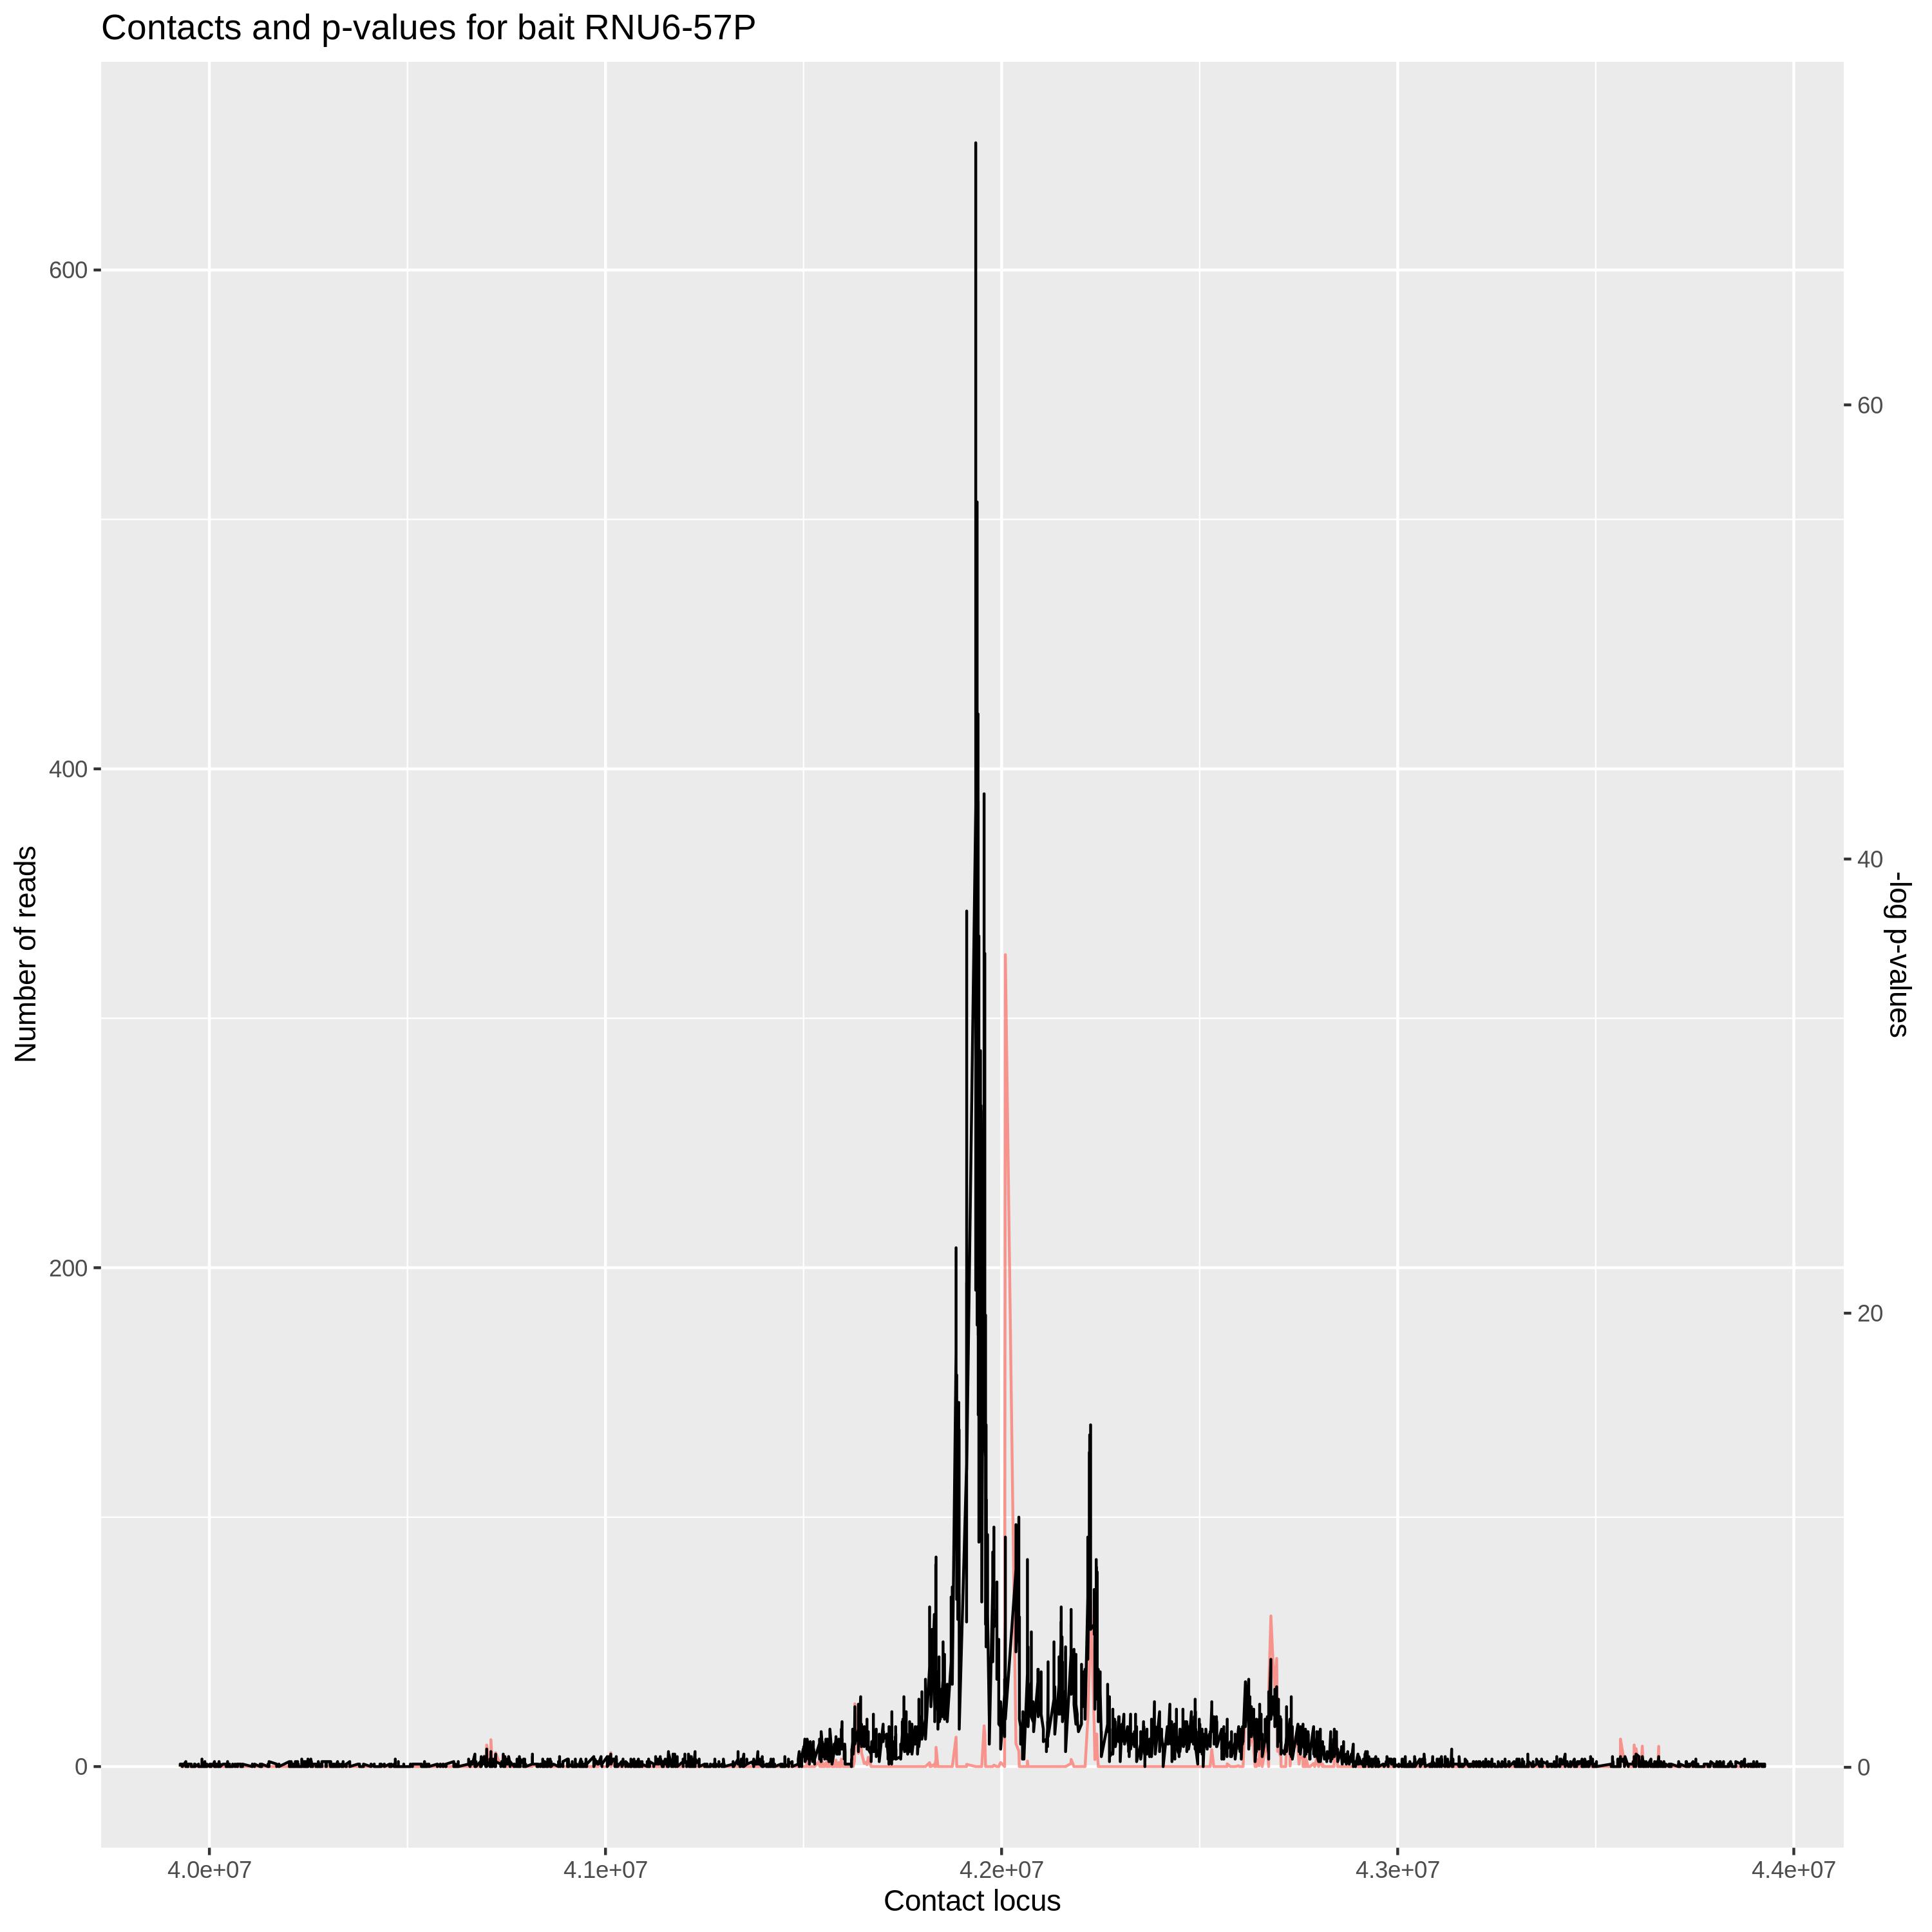 Contacts and p-values for bait RNU6-57P
600
400
200
0
Number of reads
60
40
20
0
-log p-values
4.0e+07
4.1e+07
4.2e+07
4.3e+07
4.4e+07
Contact locus